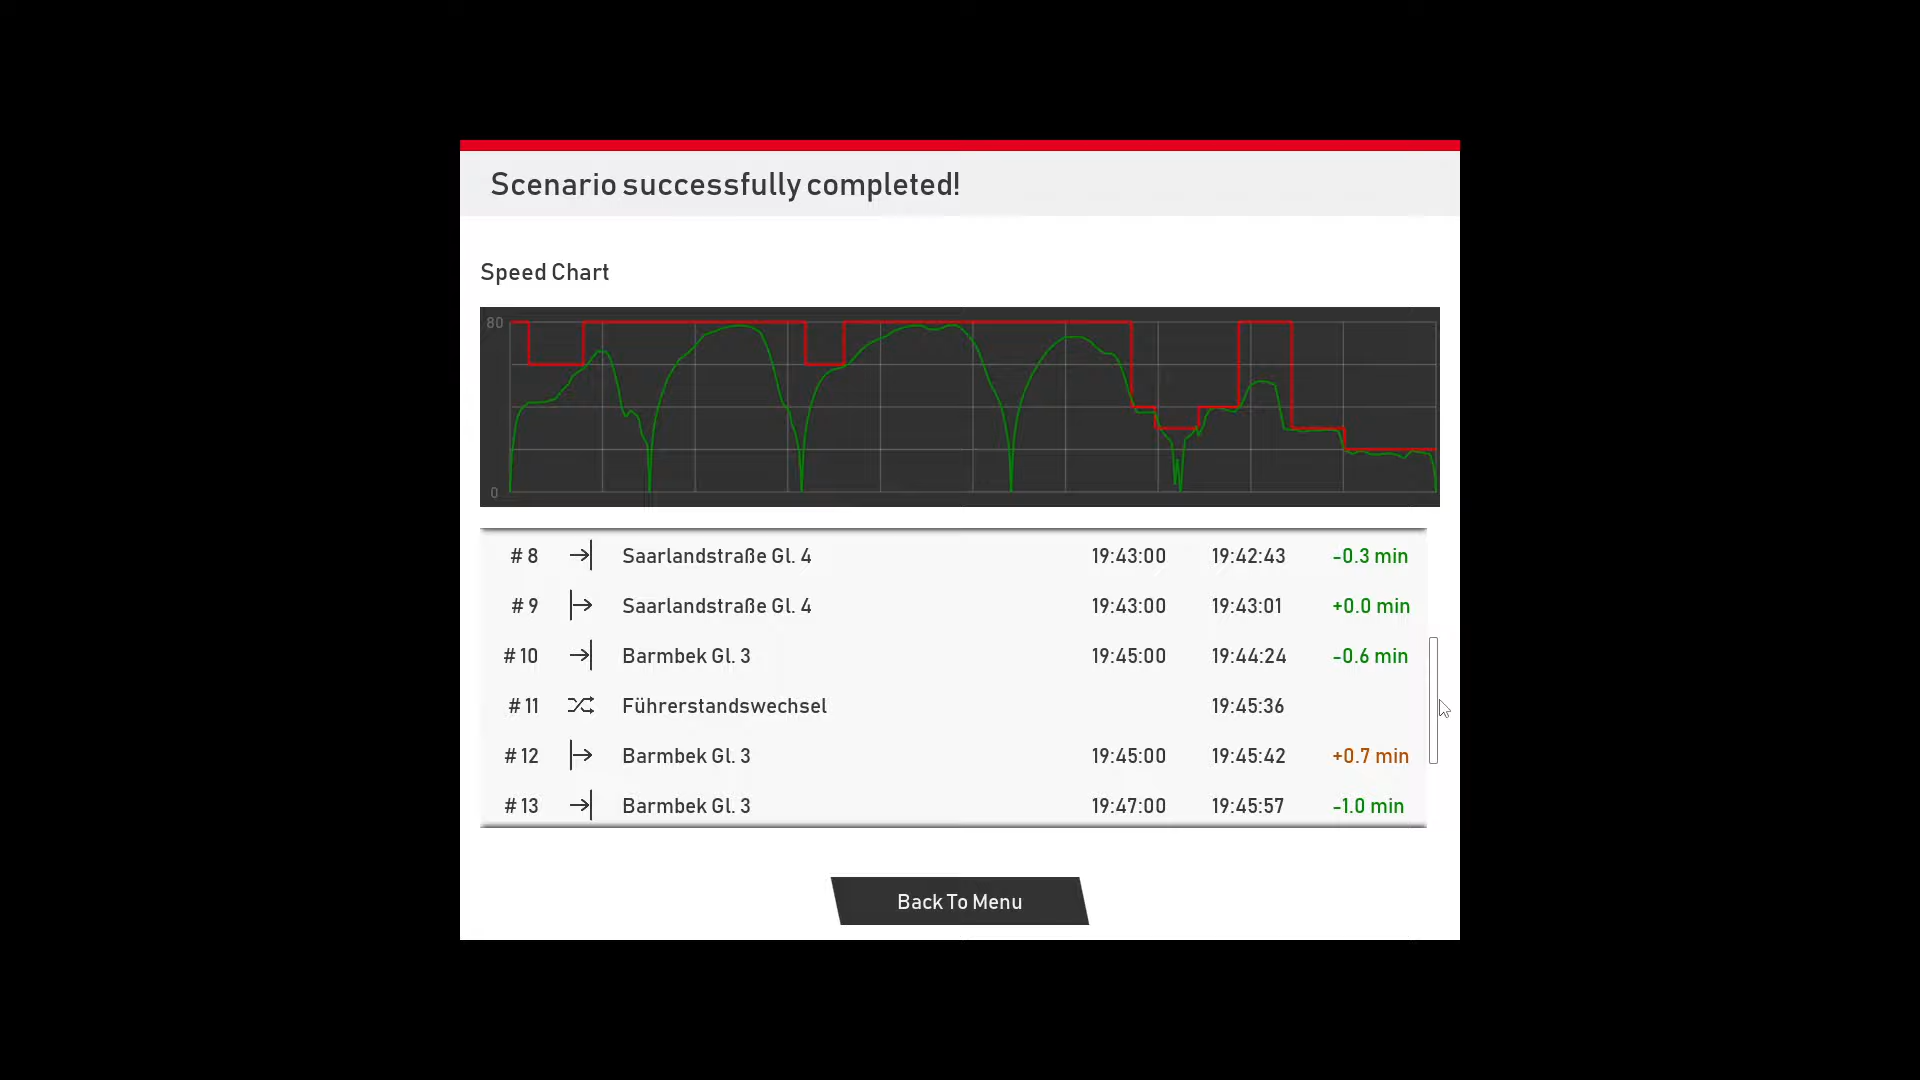 Scenario successfully completed!
Speed Chart
80
0
# 8 Saarlandstraße Gl. 4 19:43:00 19:42:43 -0.3 min
# 9 Saarlandstraße Gl. 4 19:43:00 19:43:01 +0.0 min
# 10 Barmbek Gl. 3 19:45:00 19:44:24 -0.6 min
# 11 Führerstandswechsel 19:45:36
# 12 Barmbek Gl. 3 19:45:00 19:45:42 +0.7 min
# 13 Barmbek Gl. 3 19:47:00 19:45:57 -1.0 min
Back To Menu